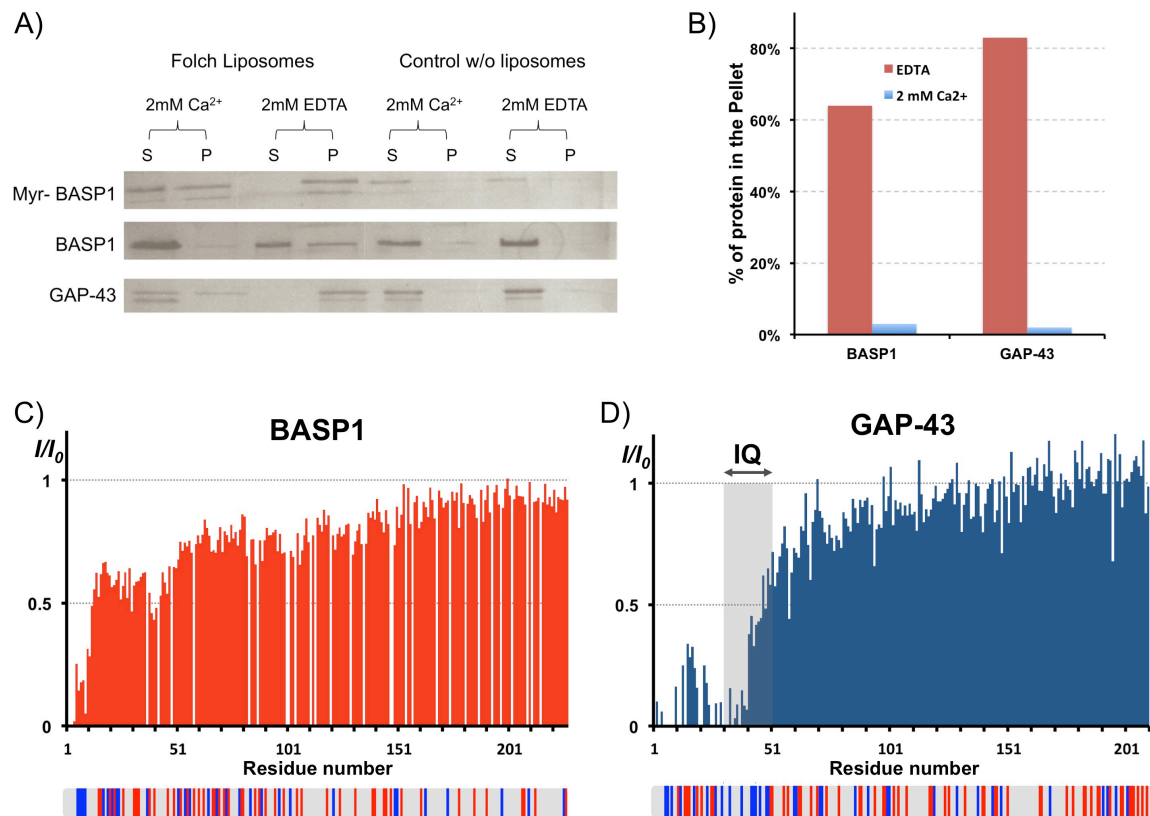 A)
Folch Liposomes Control w/o liposomes
2mM Ca²⁺ 2mM EDTA 2mM Ca²⁺ 2mM EDTA
S P S P S P S P
Myr- BASP1
BASP1
GAP-43
B)
% of protein in the Pellet
80%
60%
40%
20%
0%
EDTA
2 mM Ca2+
BASP1 GAP-43
C)
BASP1
I/I₀
1
0.5
0
1 51 101 151 201
Residue number
D)
GAP-43
I/I₀
IQ
1
0.5
0
1 51 101 151 201
Residue number